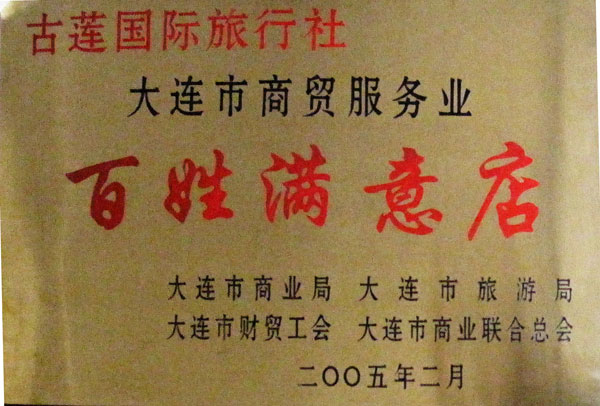 古莲国际旅行社
大连市商贸服务业
百姓满意店
大连市商业局 大连市旅游局
大连市财贸工会 大连市商业联合总会
二〇〇五年二月